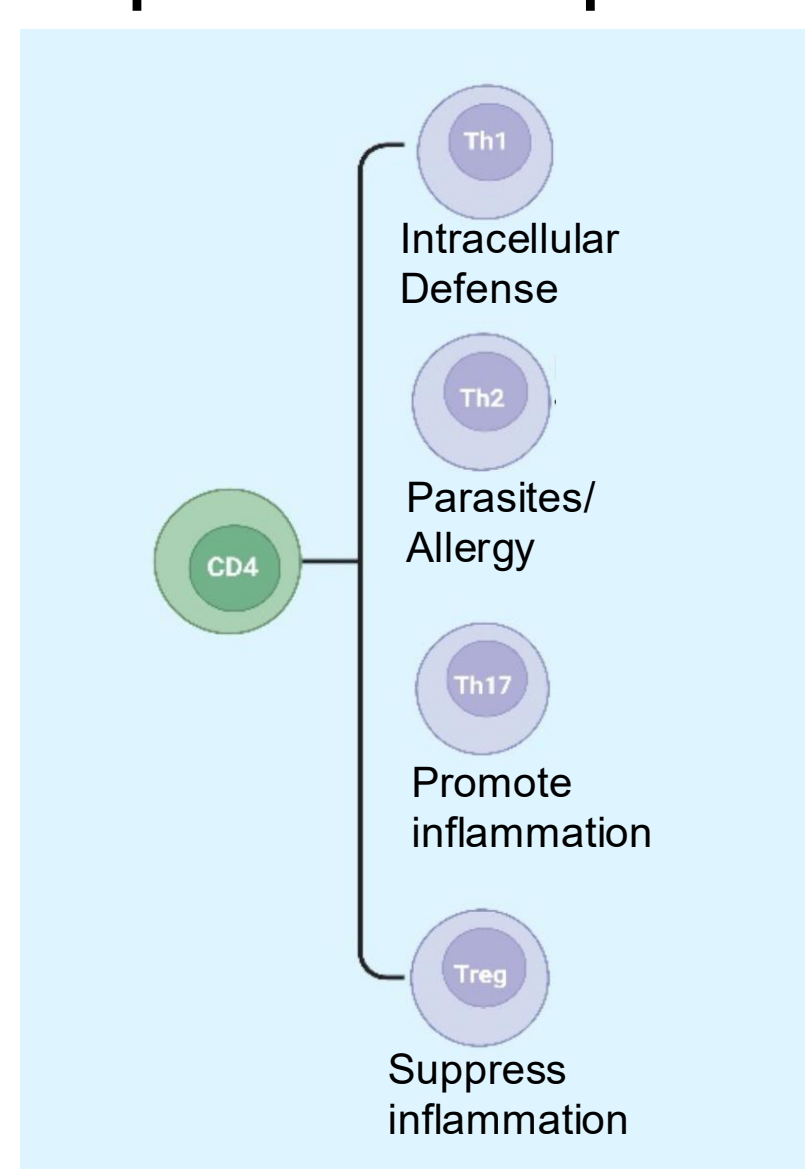 CD4
Th1
Intracellular
Defense
Th2
Parasites/
Allergy
Th17
Promote
inflammation
Treg
Suppress
inflammation